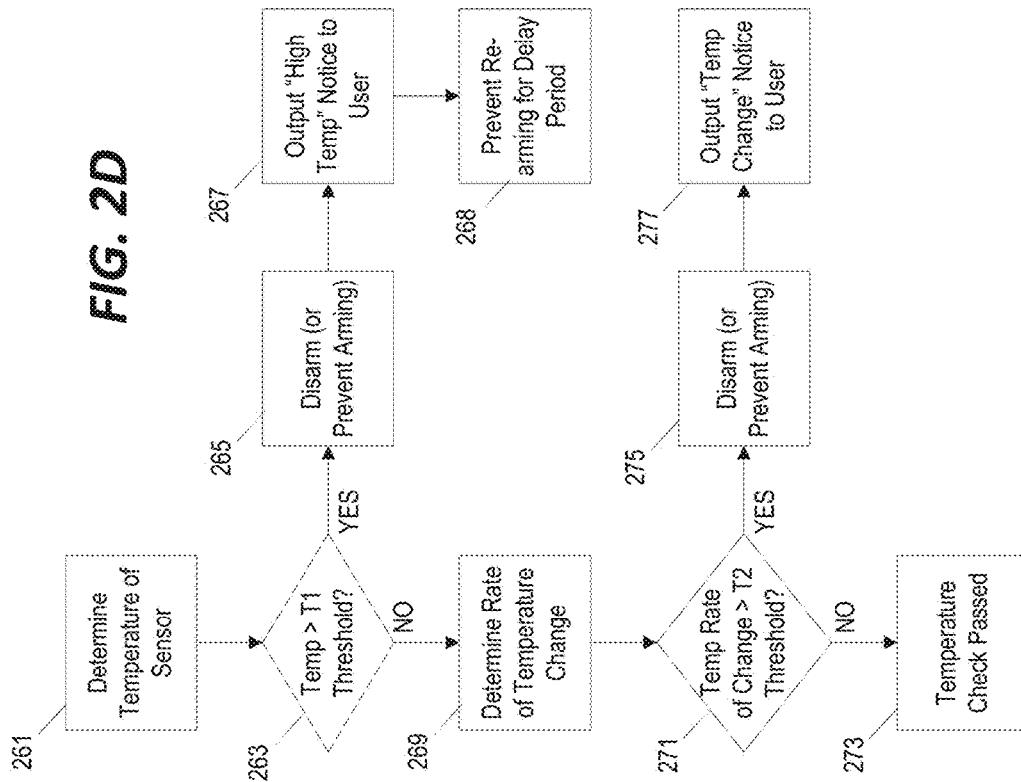 FIG. 2D
261
Determine
Temperature of
Sensor
263
Temp > T1
Threshold?
YES
NO
265
Disarm (or
Prevent Arming)
267
Output "High
Temp" Notice to
User
268
Prevent Re-
arming for Delay
Period
269
Determine Rate
of Temperature
Change
271
Temp Rate
of Change > T2
Threshold?
YES
NO
275
Disarm (or
Prevent Arming)
277
Output "Temp
Change" Notice
to User
273
Temperature
Check Passed